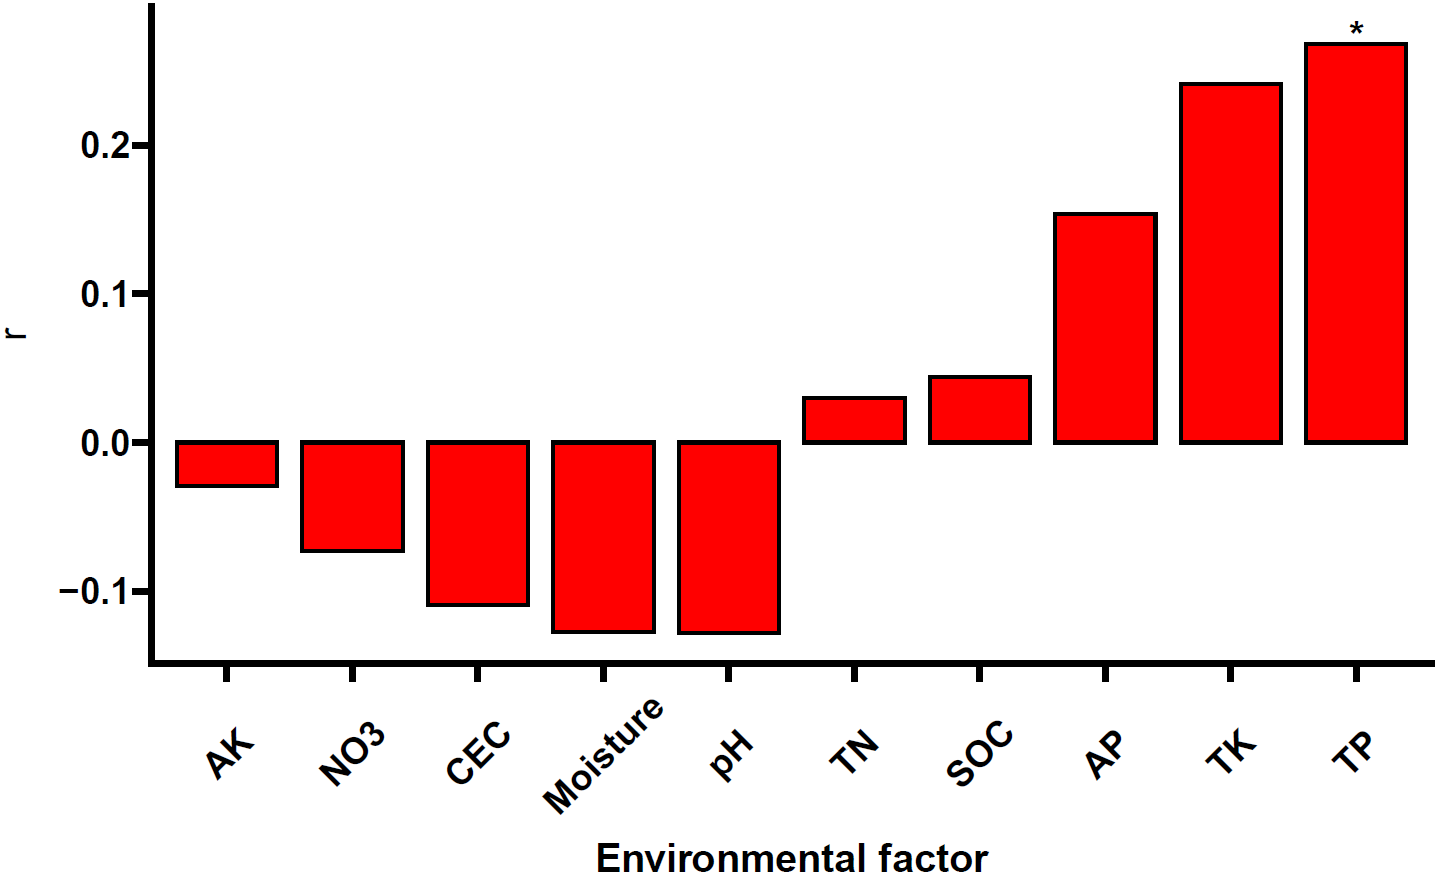 *
0.2
0.1
0.0
−0.1
r
AK
NO3
CEC
Moisture
pH
TN
SOC
AP
TK
TP
Environmental factor